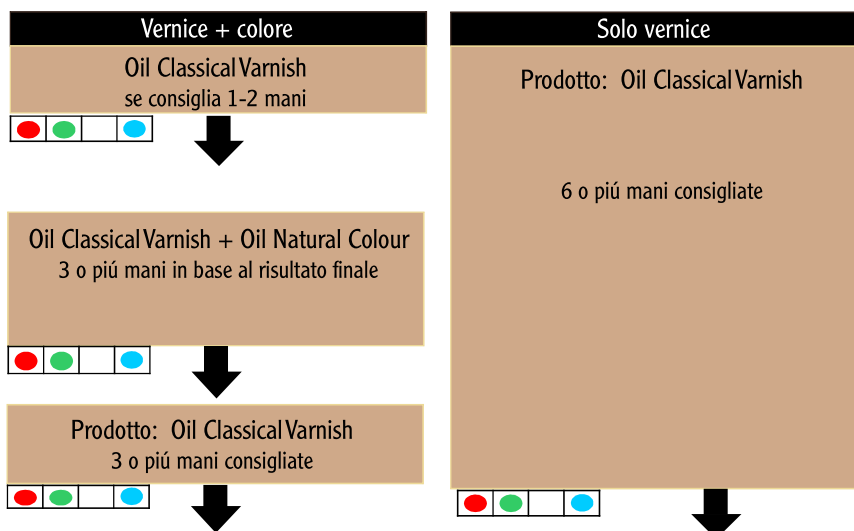 Vernice + colore
Oil Classical Varnish
se consiglia 1-2 mani
Oil Classical Varnish + Oil Natural Colour
3 o piú mani in base al risultato finale
Prodotto: Oil Classical Varnish
3 o piú mani consigliate
Solo vernice
Prodotto: Oil Classical Varnish
6 o piú mani consigliate